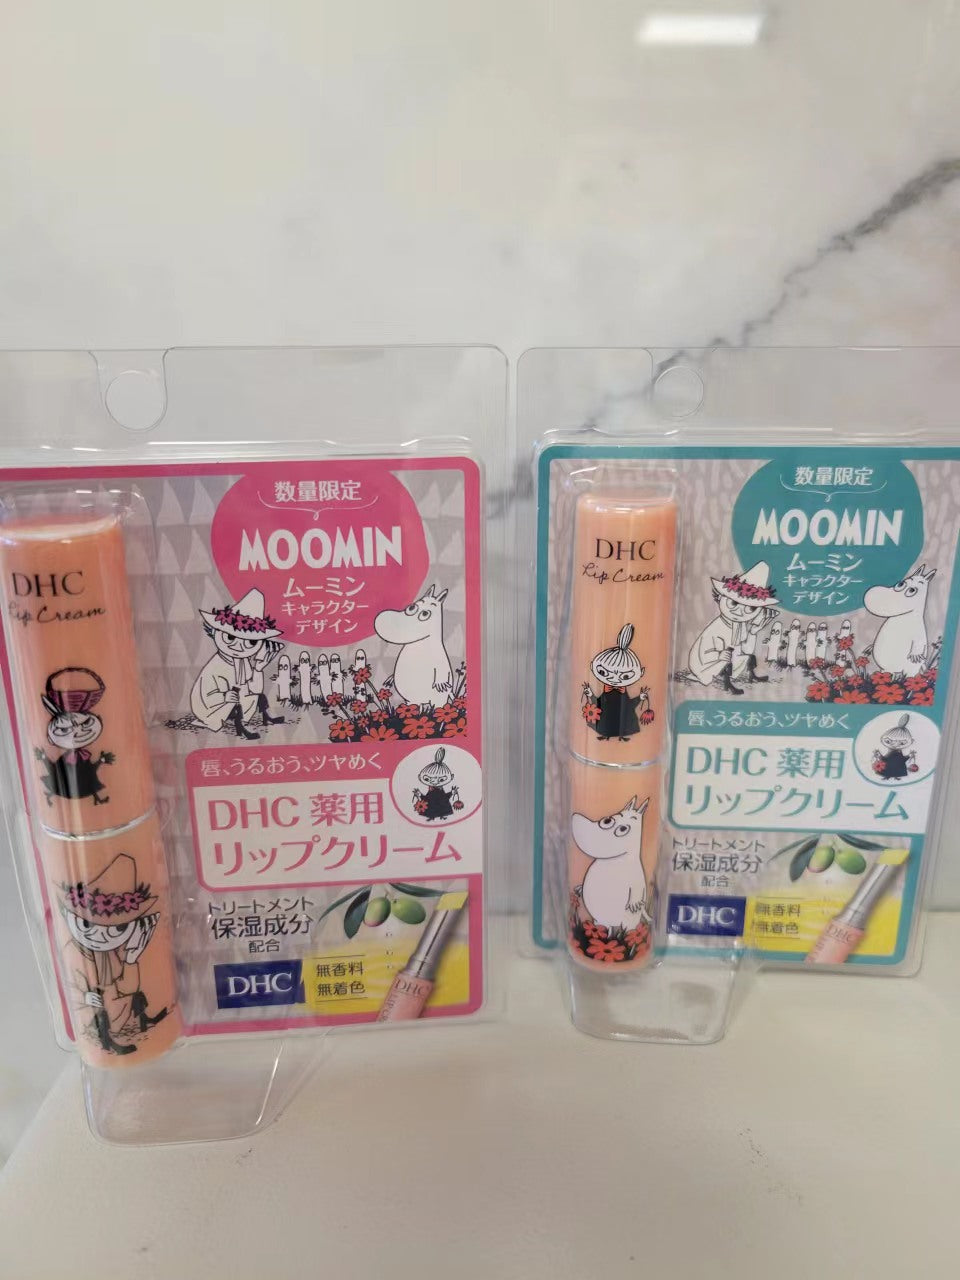 DHC
Lip Cream
数量限定
MOOMIN
ムーミン
キャラクター
デザイン
唇、うるおう、ツヤめく
DHC 薬用
リップクリーム
トリートメント
保湿成分
配合
DHC
無香料
無着色
DHC
DHC
Lip Cream
数量限定
MOOMIN
ムーミン
キャラクター
デザイン
唇、うるおう、ツヤめく
DHC 薬用
リップクリーム
トリートメント
保湿成分
配合
DHC
無香料
無着色
DHC